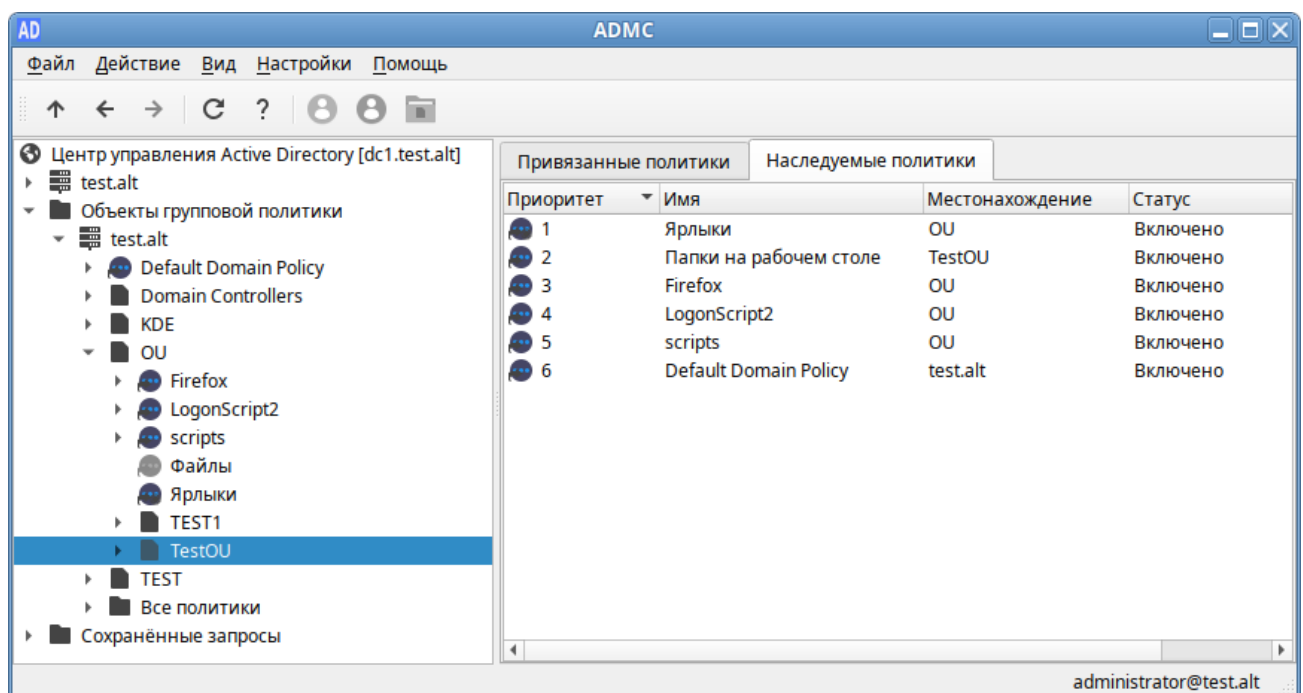 AD ADMC
Файл Действие Вид Настройки Помощь
?
Центр управления Active Directory [dc1.test.alt]
test.alt
Объекты групповой политики
test.alt
Default Domain Policy
Domain Controllers
KDE
OU
Firefox
LogonScript2
scripts
Файлы
Ярлыки
TEST1
TestOU
TEST
Все политики
Сохранённые запросы
Привязанные политики Наследуемые политики
Приоритет Имя Местонахождение Статус
1 Ярлыки OU Включено
2 Папки на рабочем столе TestOU Включено
3 Firefox OU Включено
4 LogonScript2 OU Включено
5 scripts OU Включено
6 Default Domain Policy test.alt Включено
administrator@test.alt